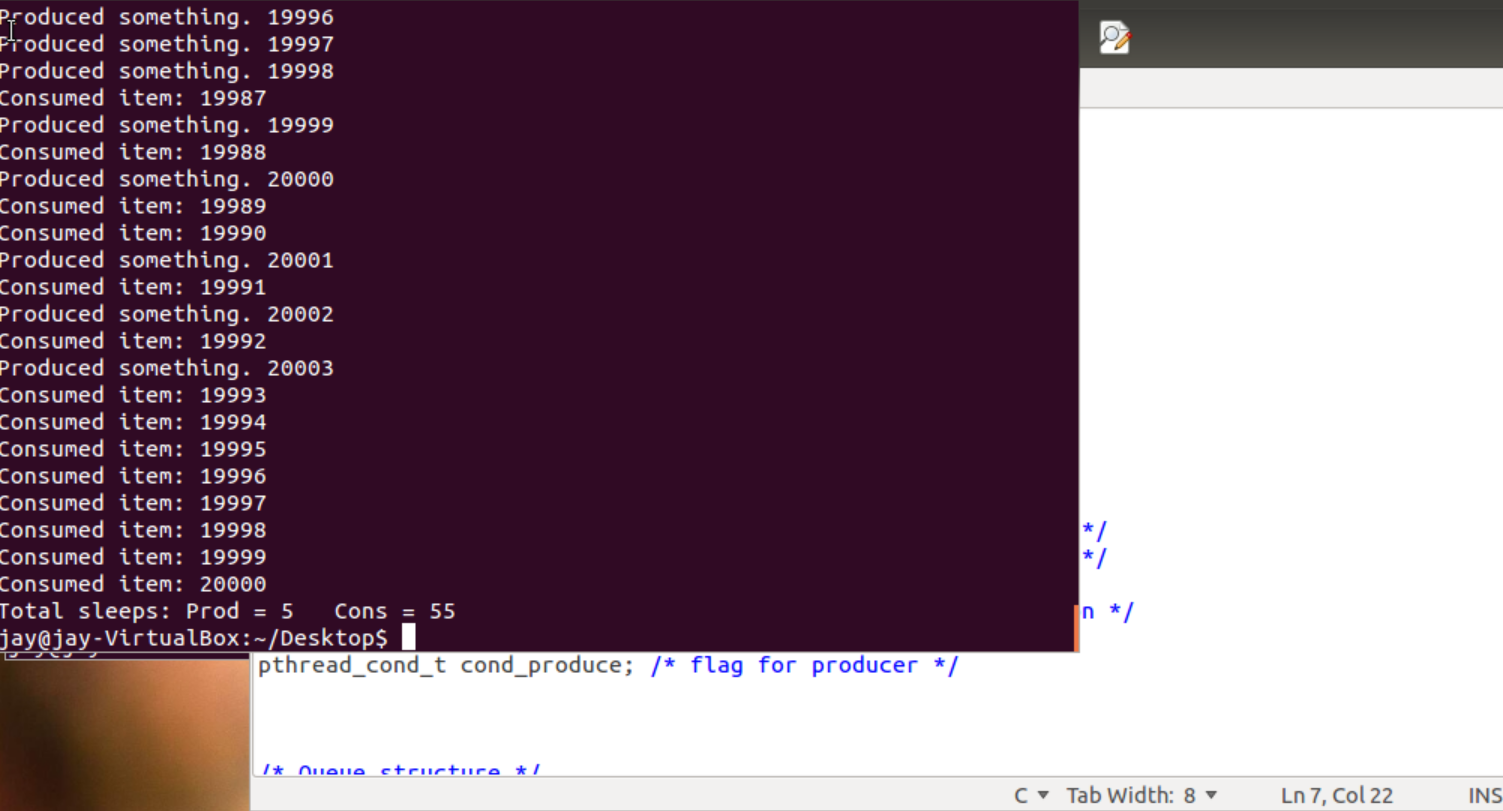 Produced something. 19996
Produced something. 19997
Produced something. 19998
Consumed item: 19987
Produced something. 19999
Consumed item: 19988
Produced something. 20000
Consumed item: 19989
Consumed item: 19990
Produced something. 20001
Consumed item: 19991
Produced something. 20002
Consumed item: 19992
Produced something. 20003
Consumed item: 19993
Consumed item: 19994
Consumed item: 19995
Consumed item: 19996
Consumed item: 19997
Consumed item: 19998
Consumed item: 19999
Consumed item: 20000
Total sleeps: Prod = 5   Cons = 55
jay@jay-VirtualBox:~/Desktop$
*/
*/
n */
pthread_cond_t cond_produce; /* flag for producer */
/* Queue structure */
C Tab Width: 8 Ln 7, Col 22 INS